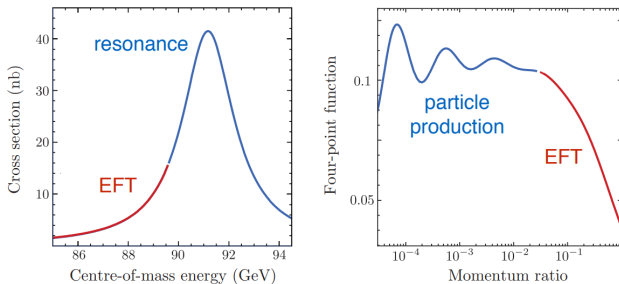 Cross section (nb)
40
30
20
10
resonance
EFT
86
88
90
92
94
Centre-of-mass energy (GeV)
Four-point function
0.1
0.05
particle
production
EFT
10⁻⁴
10⁻³
10⁻²
10⁻¹
Momentum ratio